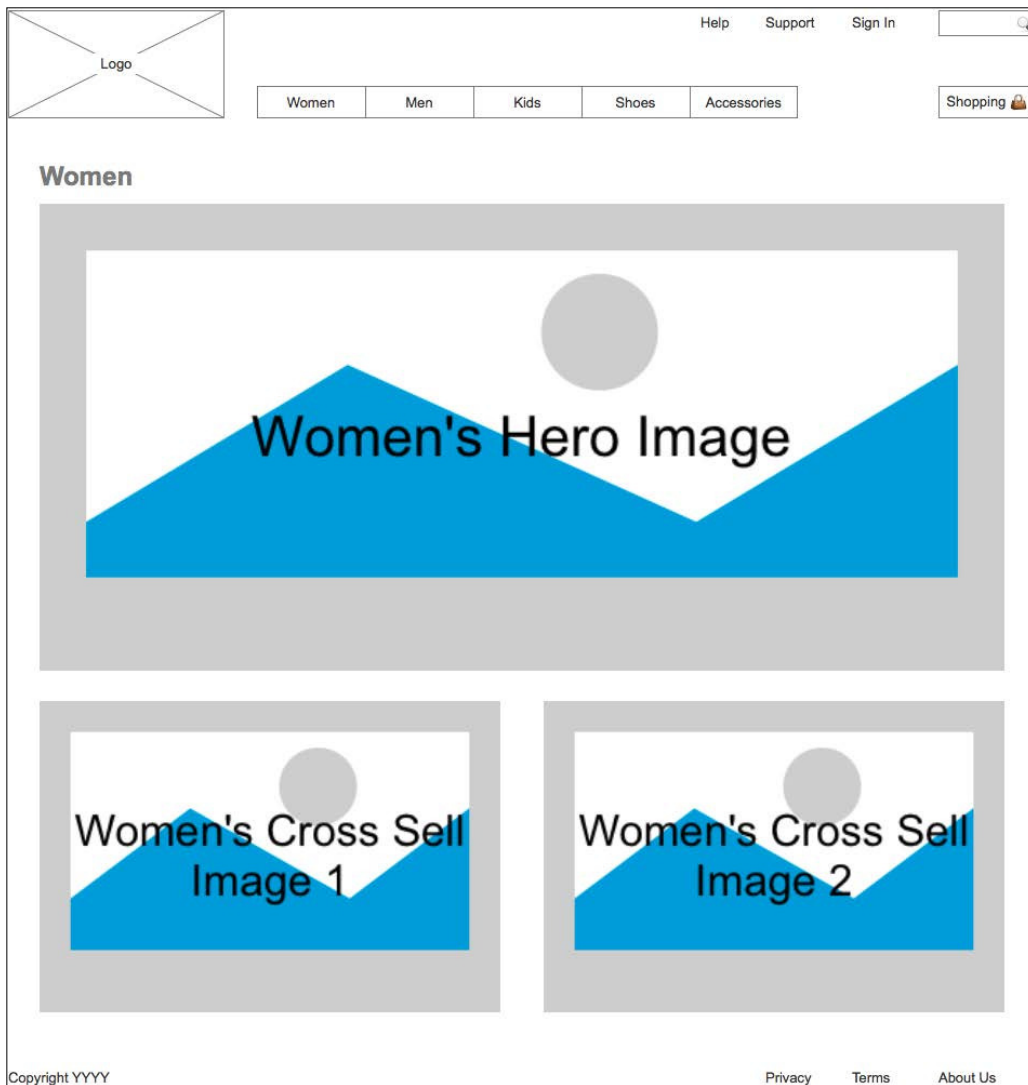 Help Support Sign In
Logo
Women Men Kids Shoes Accessories Shopping
Women
Women's Hero Image
Women's Cross Sell
Image 1
Women's Cross Sell
Image 2
Copyright YYYY Privacy Terms About Us